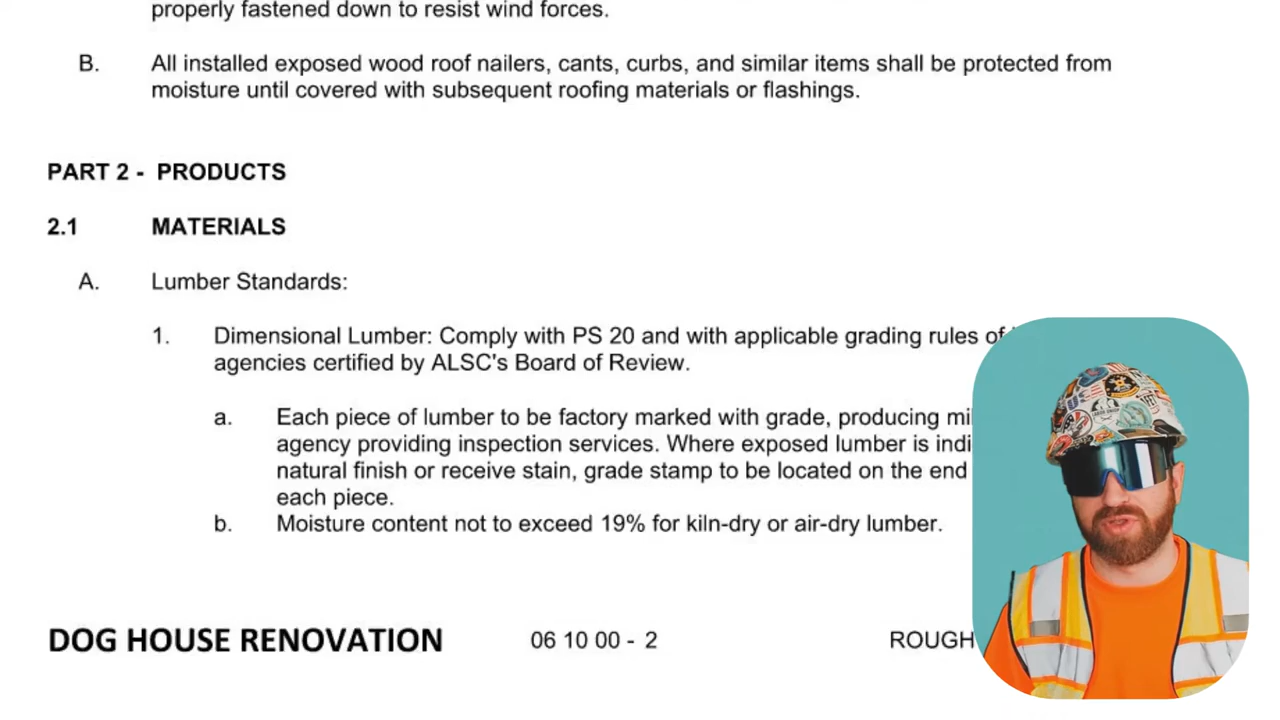 properly fastened down to resist wind forces.
B. All installed exposed wood roof nailers, cants, curbs, and similar items shall be protected from
moisture until covered with subsequent roofing materials or flashings.
PART 2 - PRODUCTS
2.1 MATERIALS
A. Lumber Standards:
1. Dimensional Lumber: Comply with PS 20 and with applicable grading rules of
agencies certified by ALSC's Board of Review.
a. Each piece of lumber to be factory marked with grade, producing
agency providing inspection services. Where exposed lumber is
natural finish or receive stain, grade stamp to be located on the end
each piece.
b. Moisture content not to exceed 19% for kiln-dry or air-dry lumber.
DOG HOUSE RENOVATION 06 10 00 - 2 ROUGH